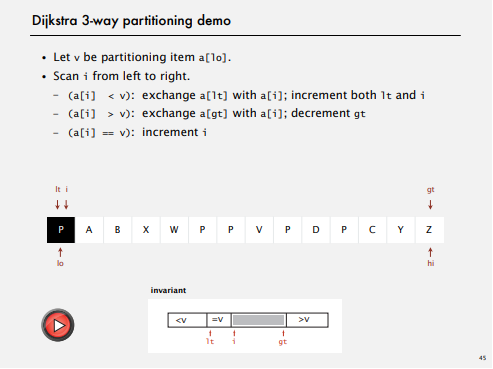 Dijkstra 3-way partitioning demo
• Let v be partitioning item a[lo].
• Scan i from left to right.
– (a[i] < v): exchange a[lt] with a[i]; increment both lt and i
– (a[i] > v): exchange a[gt] with a[i]; decrement gt
– (a[i] == v): increment i
lt i gt
P A B X W P P V P D P C Y Z
lo hi
invariant
<v =v >v
lt i gt
45